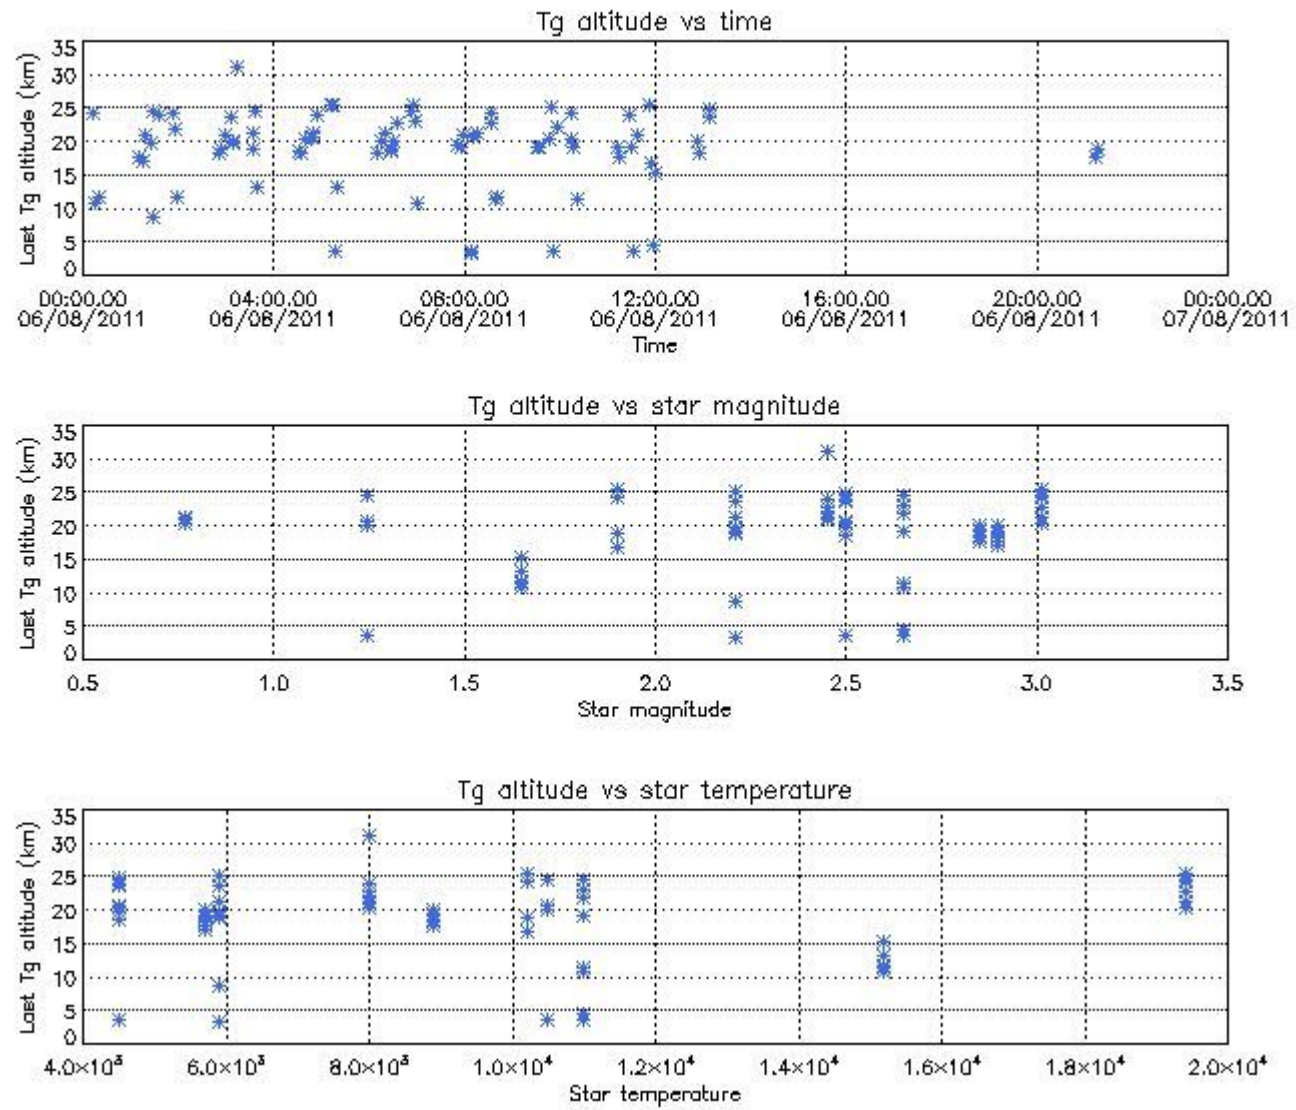 Tg altitude vs time
Last Tg altitude (km)
35
30
25
20
15
10
5
0
00:00.00 04:00.00 08:00.00 12:00.00 16:00.00 20:00.00 00:00.00
06/08/2011 06/08/2011 06/08/2011 06/08/2011 06/08/2011 06/08/2011 07/08/2011
Time
Tg altitude vs star magnitude
Last Tg altitude (km)
35
30
25
20
15
10
5
0
0.5 1.0 1.5 2.0 2.5 3.0 3.5
Star magnitude
Tg altitude vs star temperature
Last Tg altitude (km)
35
30
25
20
15
10
5
0
4.0×10³ 6.0×10³ 8.0×10³ 1.0×10⁴ 1.2×10⁴ 1.4×10⁴ 1.6×10⁴ 1.8×10⁴ 2.0×10⁴
Star temperature